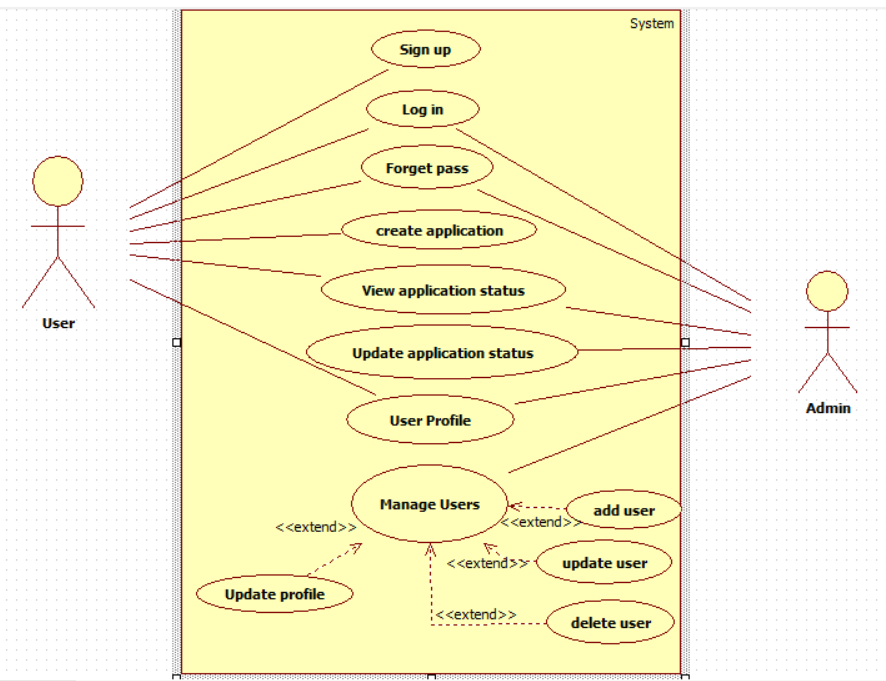 System
Sign up
Log in
Forget pass
create application
View application status
User
Update application status
Admin
User Profile
Manage Users
add user
<<extend>>
<<extend>>
update user
<<extend>>
Update profile
<<extend>>
delete user